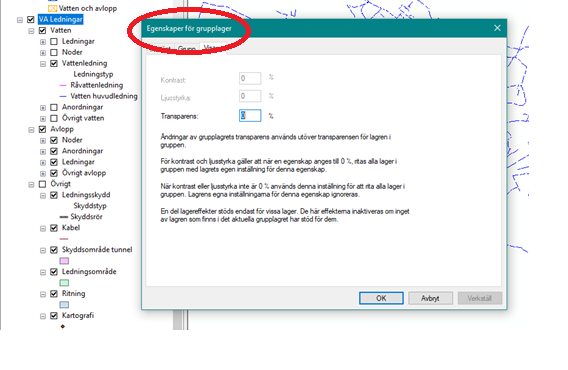 Vatten och avlopp
VA Ledningar
Vatten
Ledningar
Noder
Vattenledning
Ledningstyp
Råvattenledning
Vatten huvudledning
Anordningar
Övrigt vatten
Avlopp
Noder
Anordningar
Ledningar
Övrigt avlopp
Övrigt
Ledningsskydd
Skyddstyp
Skyddsrör
Kabel
Skyddsområde tunnel
Ledningsområde
Ritning
Kartografi
Egenskaper för grupplager
Grupp
Kontrast: 0 %
Ljusstyrka: 0 %
Transparens: 0 %
Ändringar av grupplagrets transparens används utöver transparensen för lagren i
gruppen.
För kontrast och ljusstyrka gäller att när en egenskap anges till 0 %, ritas alla lager i
gruppen med lagrets egen inställning för denna egenskap.
När kontrast eller ljusstyrka inte är 0 % används denna inställning för att rita alla lager i
gruppen. Lagrens egna inställningarna för denna egenskap ignoreras.
En del lagereffekter stöds endast för vissa lager. De här effekterna inaktiveras om inget
av lagren som finns i det aktuella grupplagret har stöd för dem.
OK Avbryt Verkställ